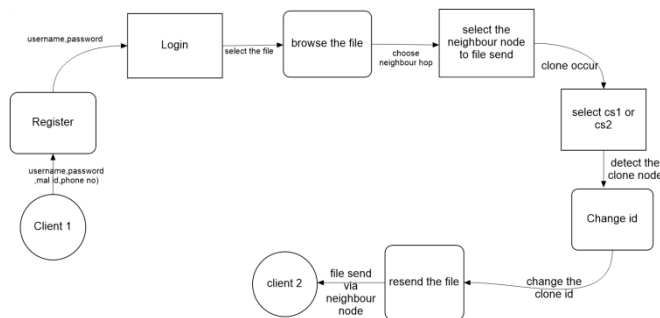 Client 1
username,password
,mal id,phone no)
Register
username,password
Login
select the file
browse the file
choose
neighbour hop
select the
neighbour node
to file send
clone occur
select cs1 or
cs2
detect the
clone node
Change id
change the
clone id
resend the file
file send
via
neighbour
node
client 2